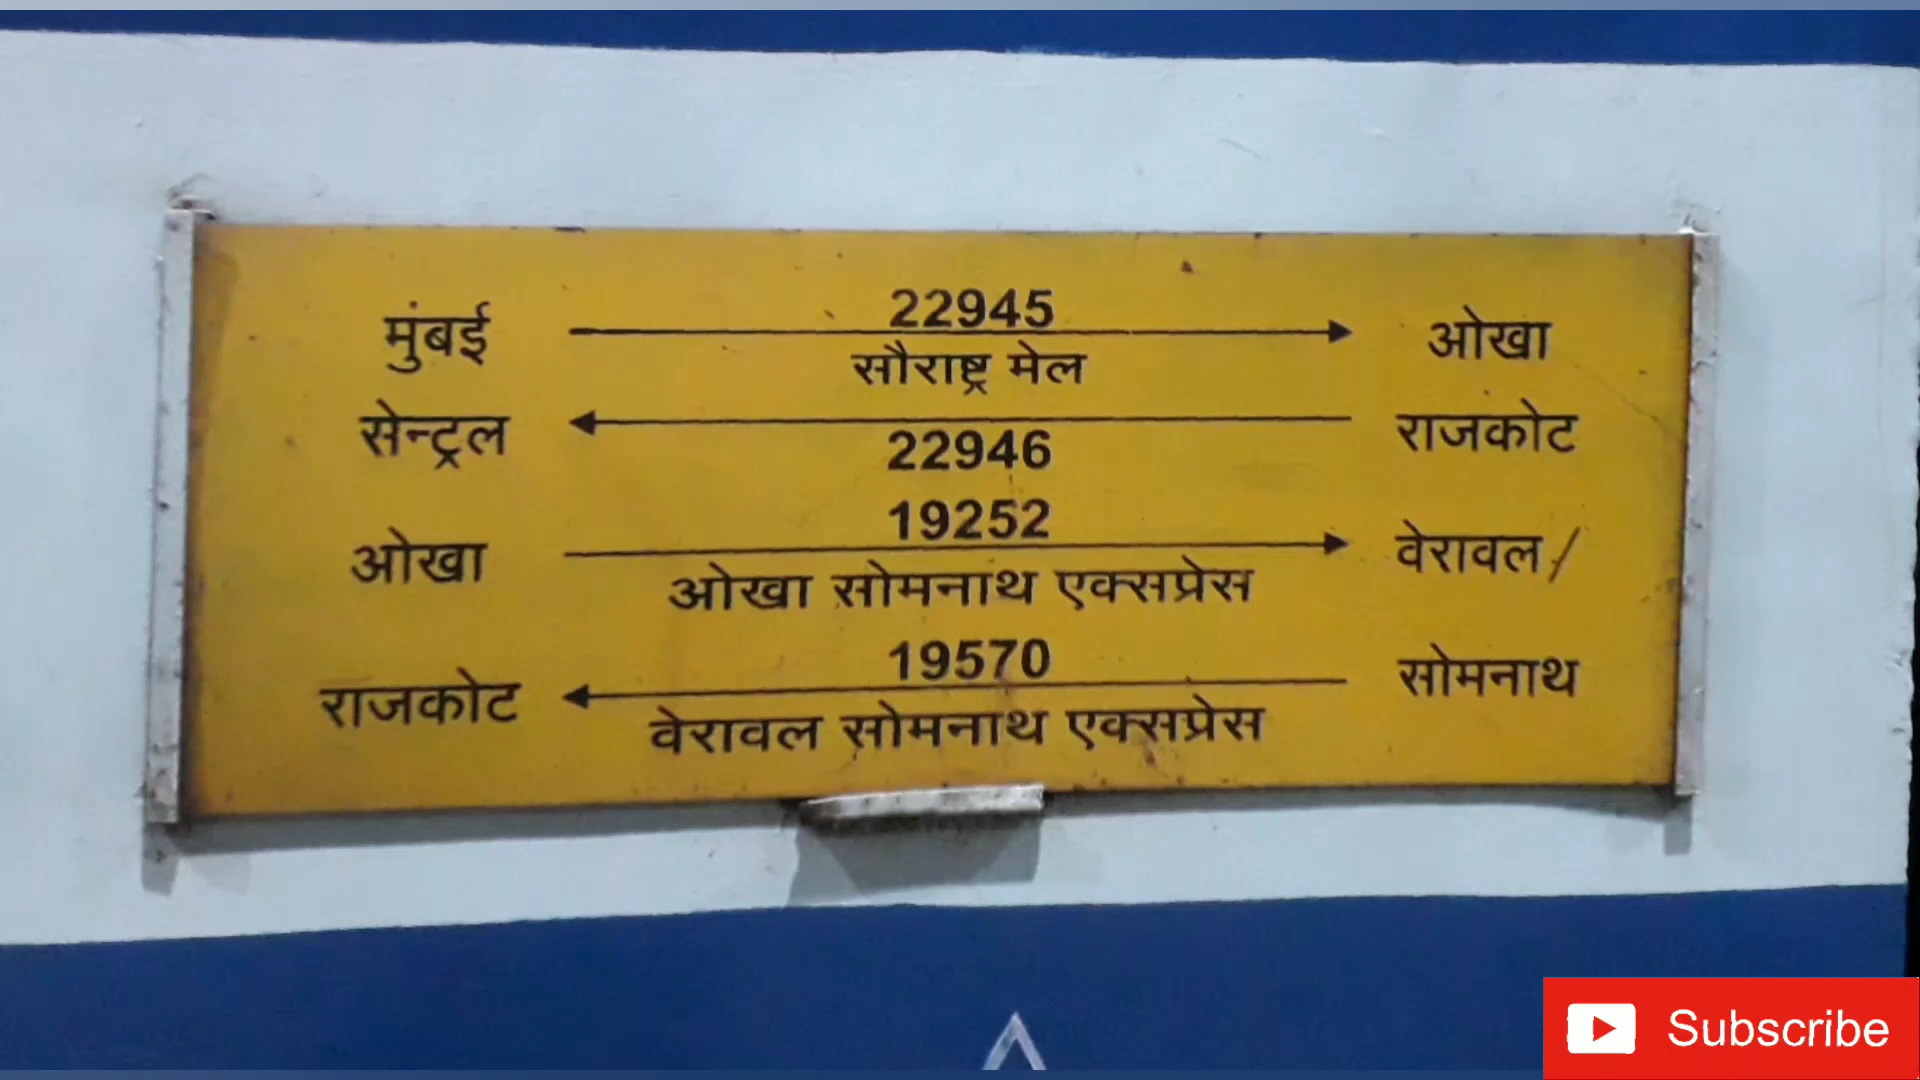 मुंबई 22945 ओखा
सौराष्ट्र मेल
सेन्ट्रल 22946 राजकोट
19252
ओखा वेरावल/
ओखा सोमनाथ एक्सप्रेस
19570
राजकोट सोमनाथ
वेरावल सोमनाथ एक्सप्रेस
Subscribe